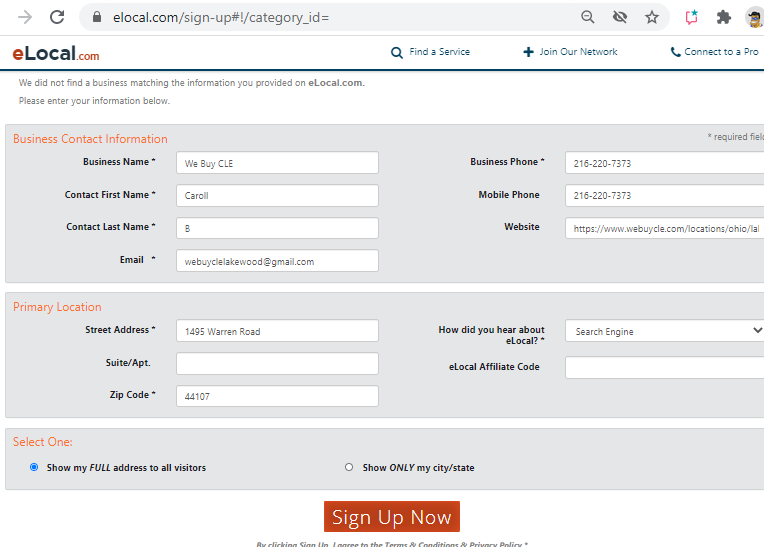 elocal.com/sign-up#!/category_id=
eLocal.com
Find a Service
Join Our Network
Connect to a Pro
We did not find a business matching the information you provided on eLocal.com.
Please enter your information below.
Business Contact Information
* required field
Business Name *
We Buy CLE
Business Phone *
216-220-7373
Contact First Name *
Caroll
Mobile Phone
216-220-7373
Contact Last Name *
B
Website
https://www.webuycle.com/locations/ohio/lal
Email *
webuyclelakewood@gmail.com
Primary Location
Street Address *
1495 Warren Road
How did you hear about
eLocal? *
Search Engine
Suite/Apt.
eLocal Affiliate Code
Zip Code *
44107
Select One:
Show my FULL address to all visitors
Show ONLY my city/state
Sign Up Now
By clicking Sign Up, I agree to the Terms & Conditions & Privacy Policy *